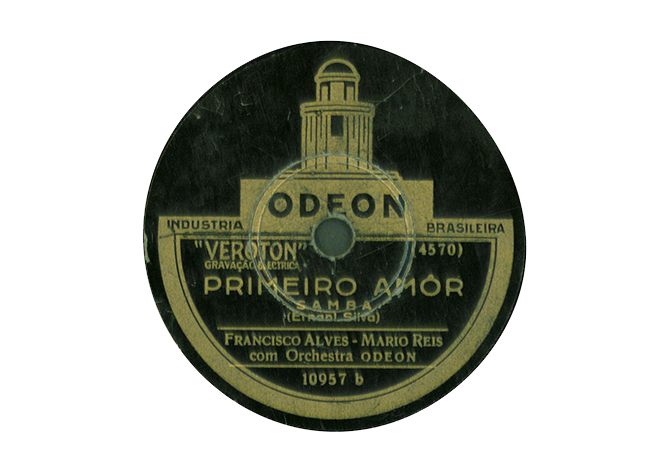 ODEON
INDUSTRIA BRASILEIRA
"VEROTON" (4570)
GRAVAÇÃO ELECTRICA
PRIMEIRO AMÔR
SAMBA
(Ernani Silva)
FRANCISCO ALVES - MARIO REIS
com Orchestra ODEON
10957 b